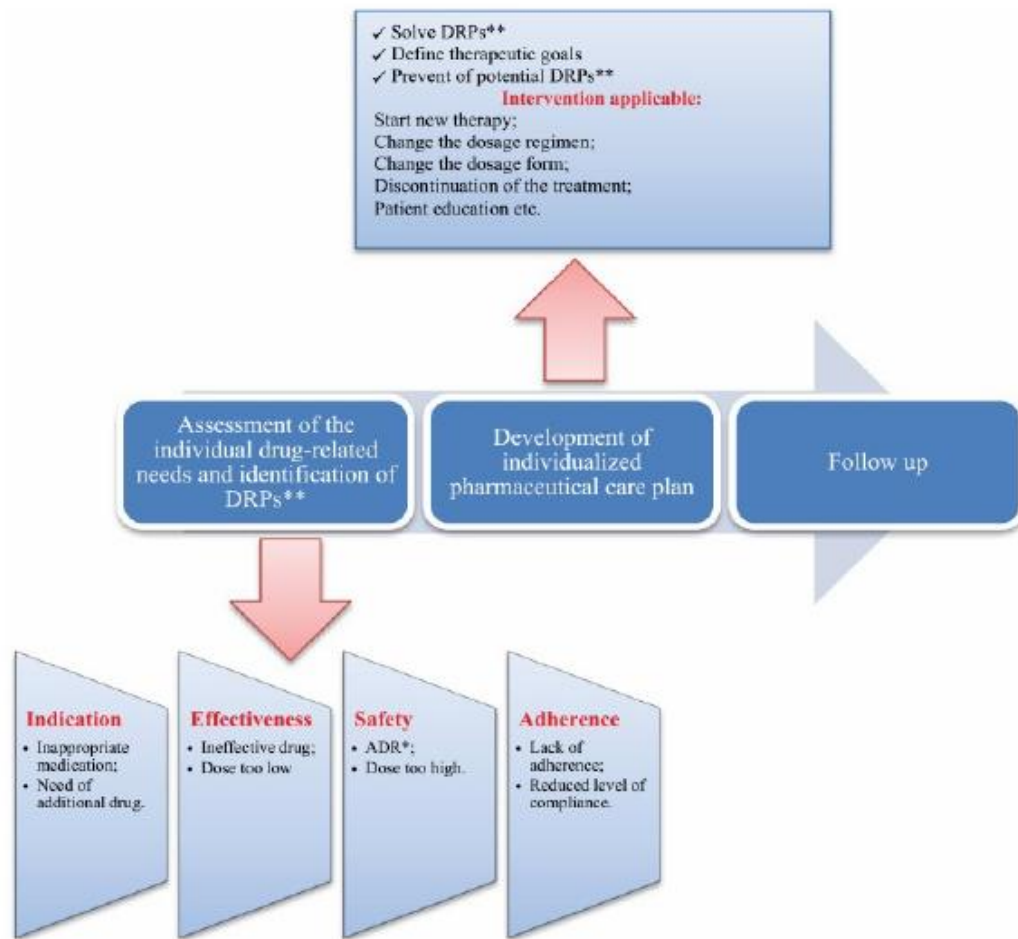 ✓ Solve DRPs**
✓ Define therapeutic goals
✓ Prevent of potential DRPs**
Intervention applicable:
Start new therapy;
Change the dosage regimen;
Change the dosage form;
Discontinuation of the treatment;
Patient education etc.
Assessment of the
individual drug-related
needs and identification of
DRPs**
Development of
individualized
pharmaceutical care plan
Follow up
Indication
• Inappropriate
medication;
• Need of
additional drug.
Effectiveness
• Ineffective drug;
• Dose too low
Safety
• ADR*;
• Dose too high.
Adherence
• Lack of
adherence;
• Reduced level of
compliance.